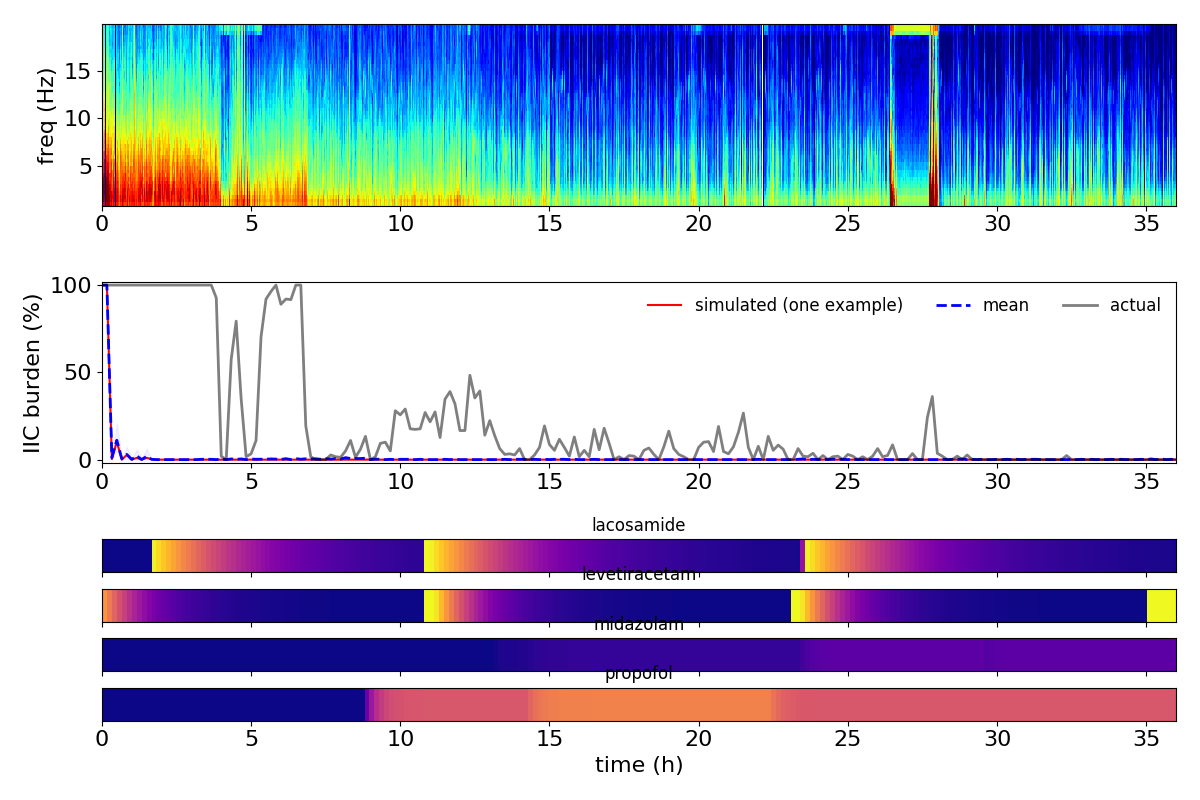 freq (Hz)
15
10
5
0 5 10 15 20 25 30 35
IIC burden (%)
100
50
0
simulated (one example) mean actual
0 5 10 15 20 25 30 35
lacosamide
levetiracetam
midazolam
propofol
0 5 10 15 20 25 30 35
time (h)